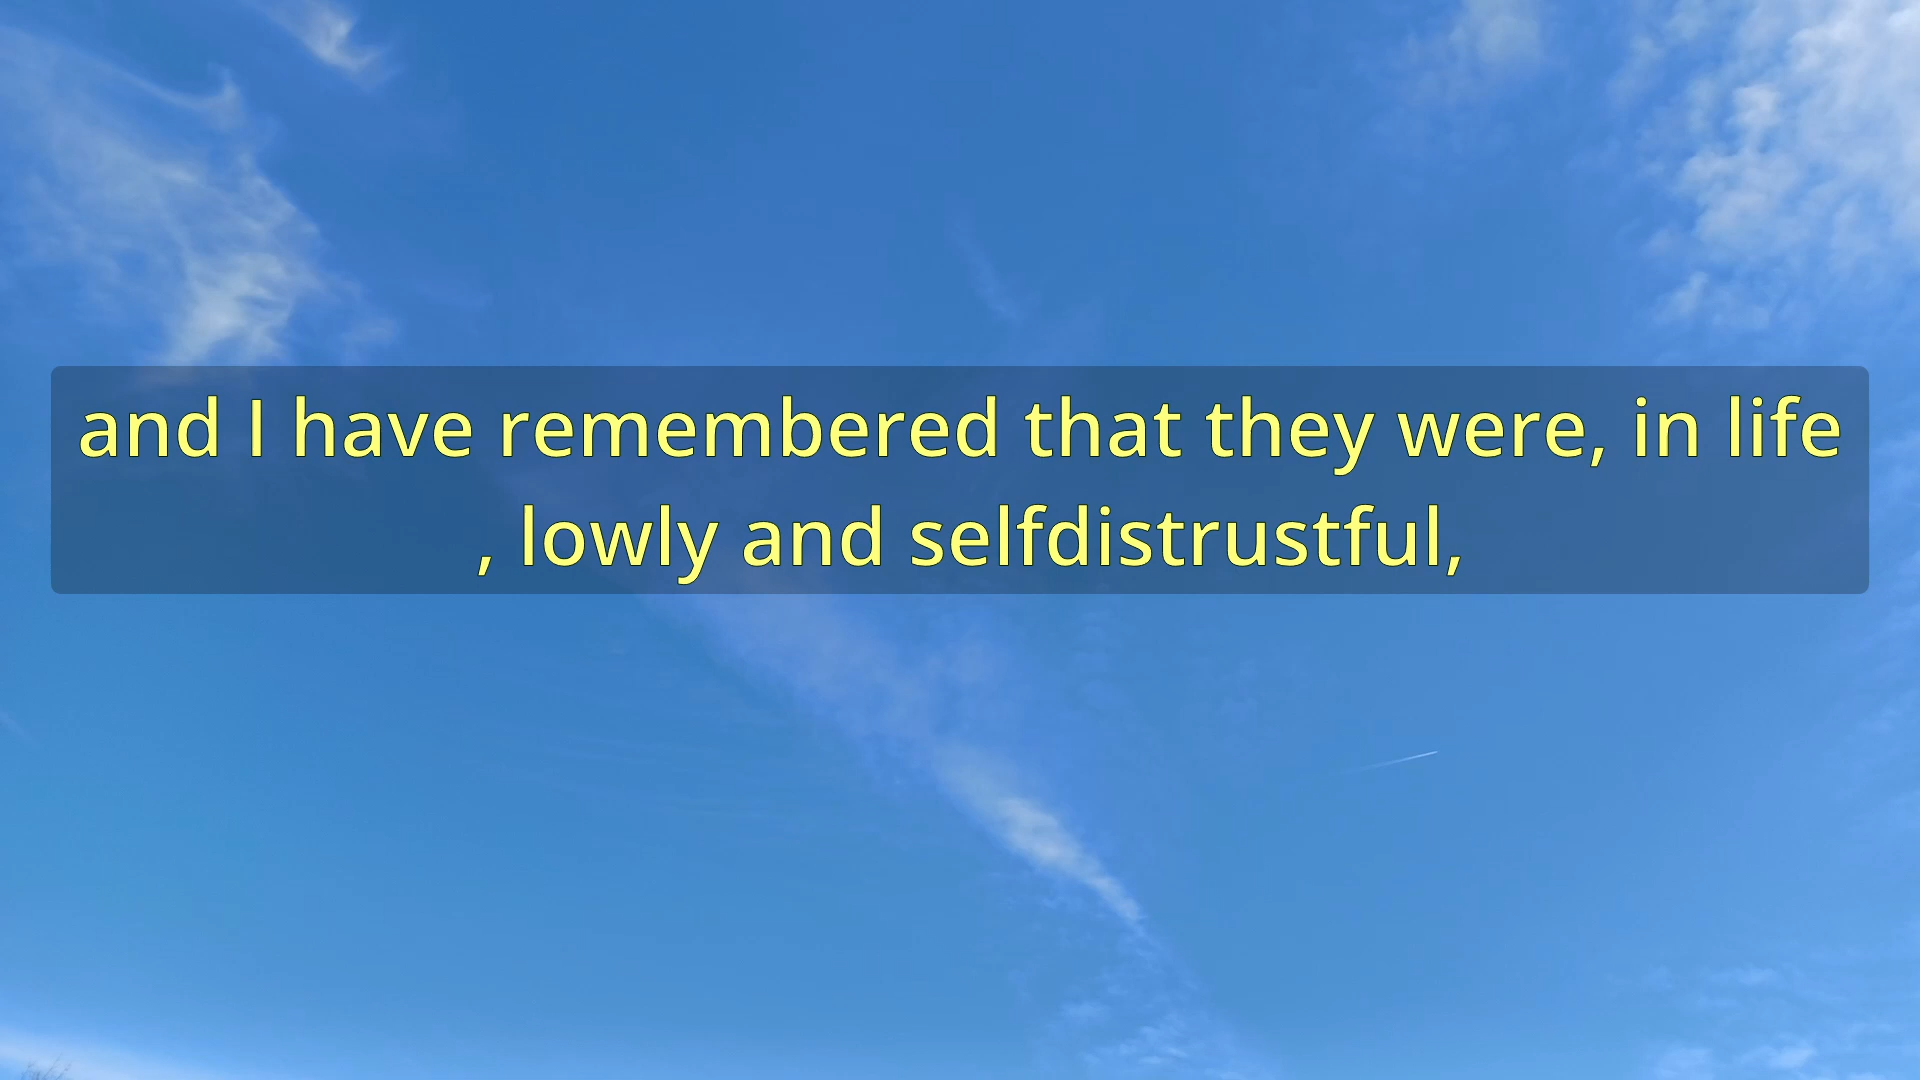 and I have remembered that they were, in life
, lowly and selfdistrustful,